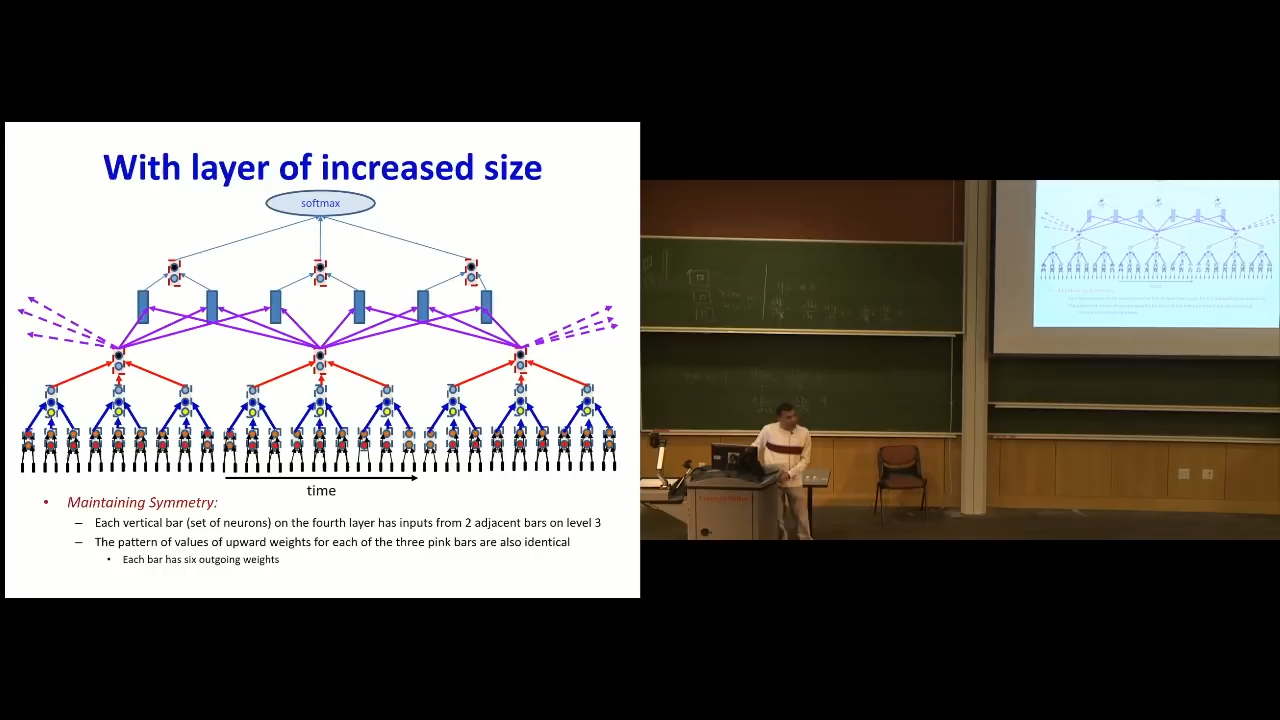 With layer of increased size
softmax
time
• Maintaining Symmetry:
– Each vertical bar (set of neurons) on the fourth layer has inputs from 2 adjacent bars on level 3
– The pattern of values of upward weights for each of the three pink bars are also identical
• Each bar has six outgoing weights
Carnegie Mellon